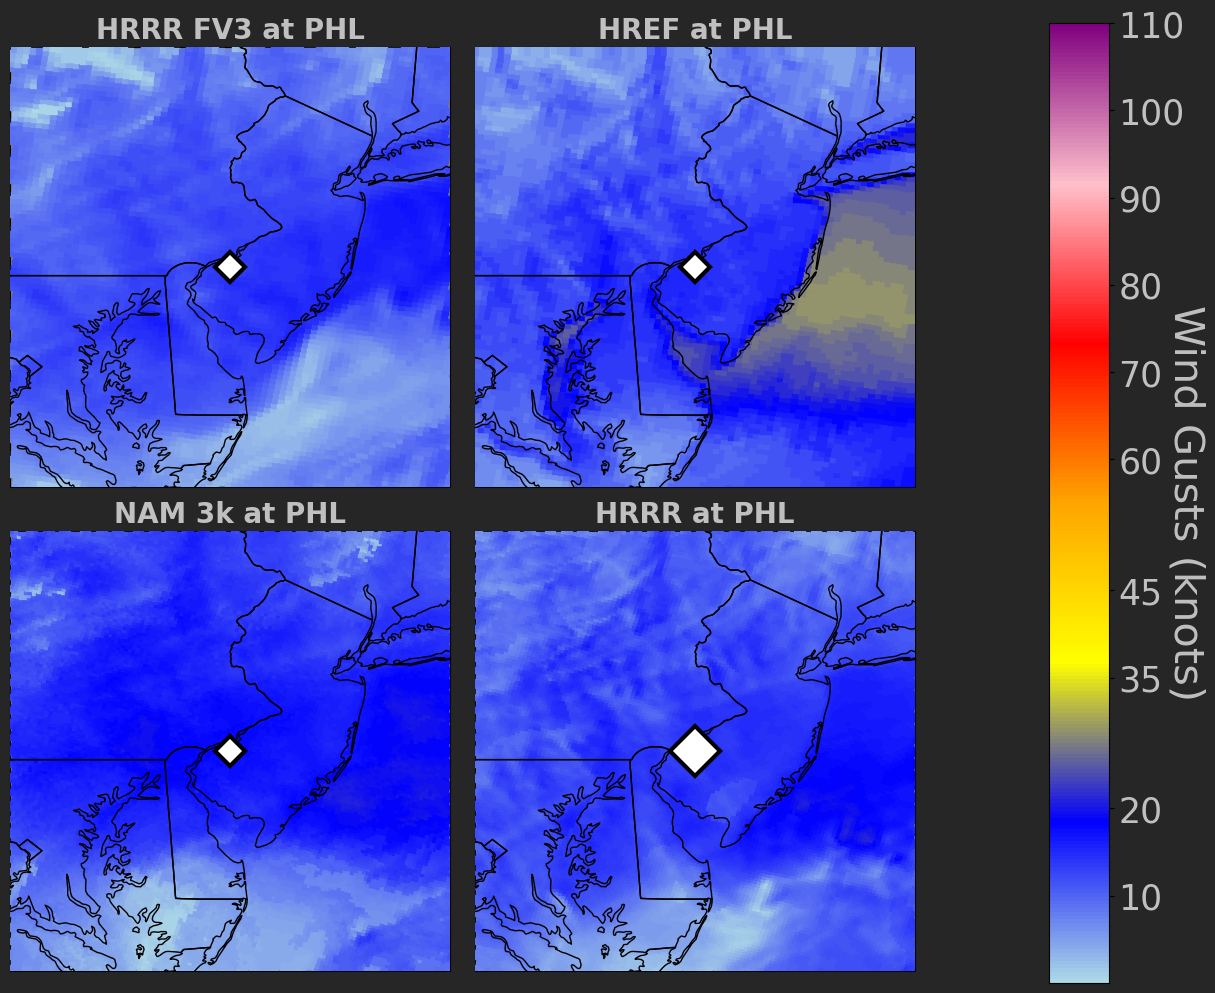 HRRR FV3 at PHL
HREF at PHL
NAM 3k at PHL
HRRR at PHL
110
100
90
80
70
60
45
35
20
10
Wind Gusts (knots)